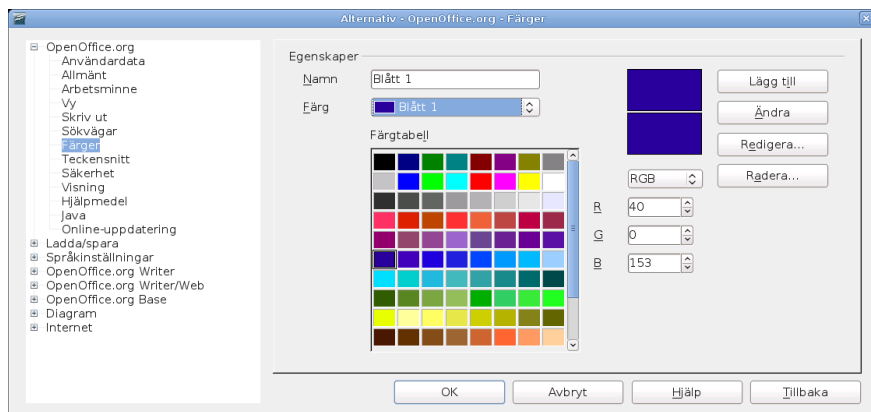 Alternativ - OpenOffice.org - Färger
OpenOffice.org
Användardata
Allmänt
Arbetsminne
Vy
Skriv ut
Sökvägar
Färger
Teckensnitt
Säkerhet
Visning
Hjälpmedel
Java
Online-uppdatering
Ladda/spara
Språkinställningar
OpenOffice.org Writer
OpenOffice.org Writer/Web
OpenOffice.org Base
Diagram
Internet
Egenskaper
Namn Blått 1
Färg Blått 1
Färgtabell
RGB
R 40
G 0
B 153
Lägg till
Ändra
Redigera...
Radera...
OK Avbryt Hjälp Tillbaka